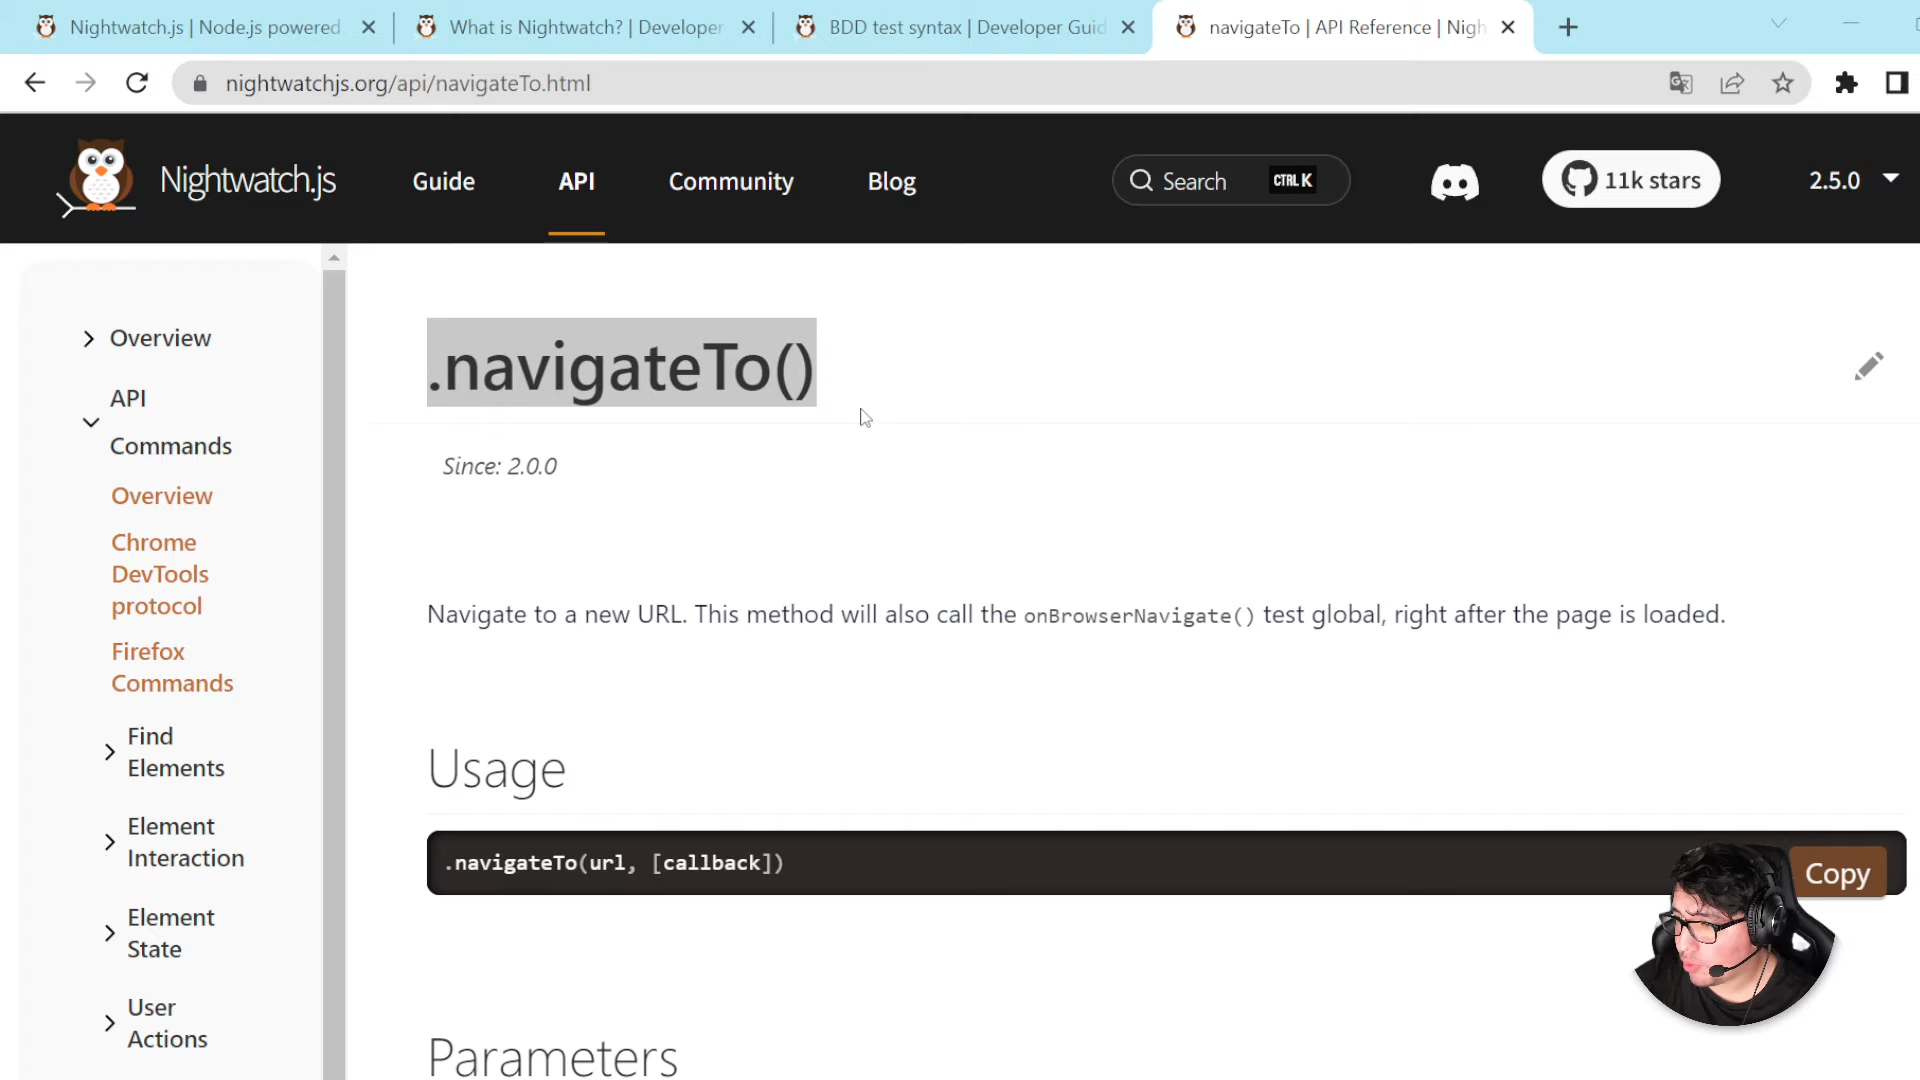 Nightwatch.js | Node.js powered
What is Nightwatch? | Developer
BDD test syntax | Developer Guid
navigateTo | API Reference | Nigh
nightwatchjs.org/api/navigateTo.html
Nightwatch.js
Guide
API
Community
Blog
Search
CTRL K
11k stars
2.5.0
Overview
API
Commands
Overview
Chrome
DevTools
protocol
Firefox
Commands
Find
Elements
Element
Interaction
Element
State
User
Actions
.navigateTo()
Since: 2.0.0
Navigate to a new URL. This method will also call the onBrowserNavigate() test global, right after the page is loaded.
Usage
.navigateTo(url, [callback])
Copy
Parameters